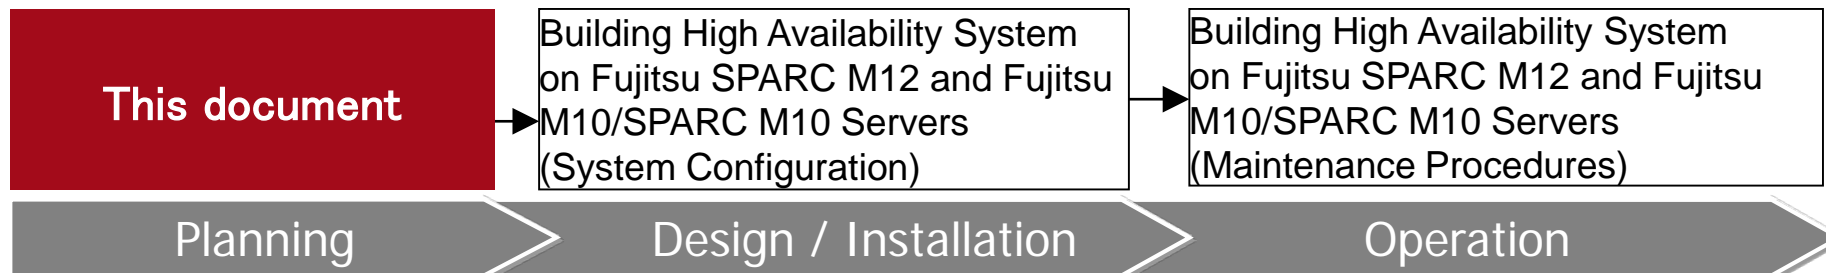 This document
Building High Availability System
on Fujitsu SPARC M12 and Fujitsu
M10/SPARC M10 Servers
(System Configuration)
Building High Availability System
on Fujitsu SPARC M12 and Fujitsu
M10/SPARC M10 Servers
(Maintenance Procedures)
Planning
Design / Installation
Operation